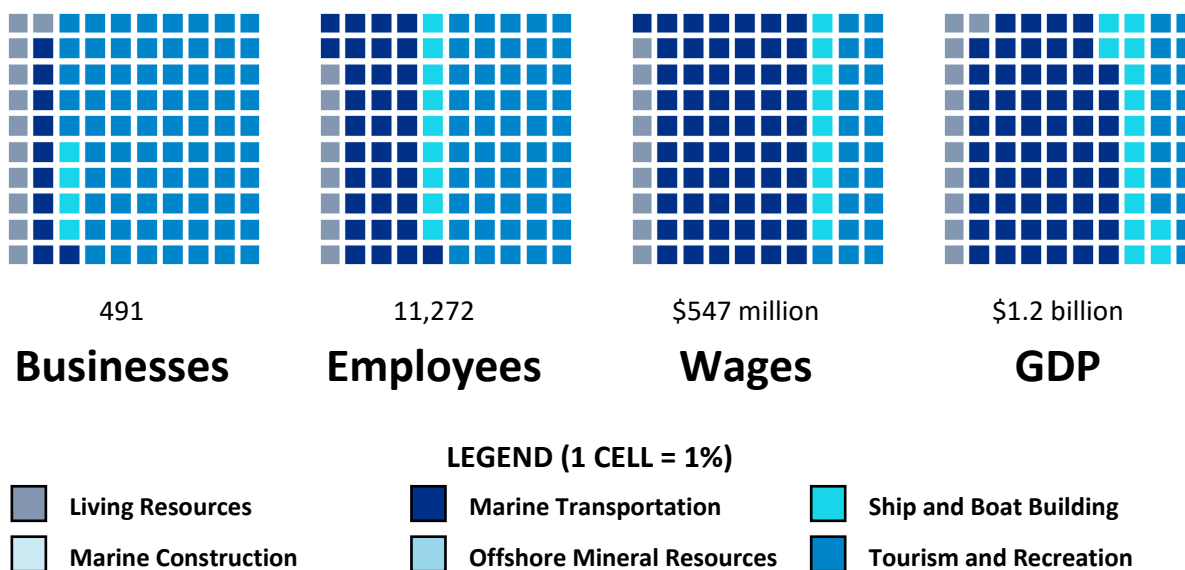 491 11,272 $547 million $1.2 billion
Businesses Employees Wages GDP
LEGEND (1 CELL = 1%)
Living Resources Marine Transportation Ship and Boat Building
Marine Construction Offshore Mineral Resources Tourism and Recreation